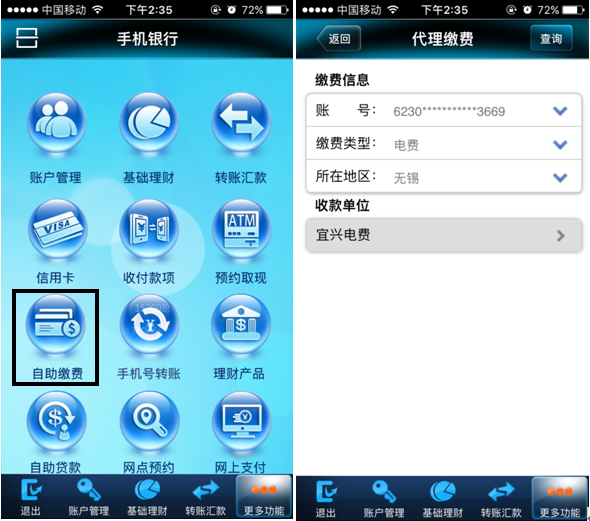 中国移动 下午2:35 72%
手机银行
账户管理 基础理财 转账汇款
VISA ATM
信用卡 收付款项 预约取现
自助缴费 手机号转账 理财产品
自助贷款 网点预约 网上支付
退出 账户管理 基础理财 转账汇款 更多功能
中国移动 下午2:35 72%
返回 代理缴费 查询
缴费信息
账 号: 6230***********3669
缴费类型: 电费
所在地区: 无锡
收款单位
宜兴电费
退出 账户管理 基础理财 转账汇款 更多功能